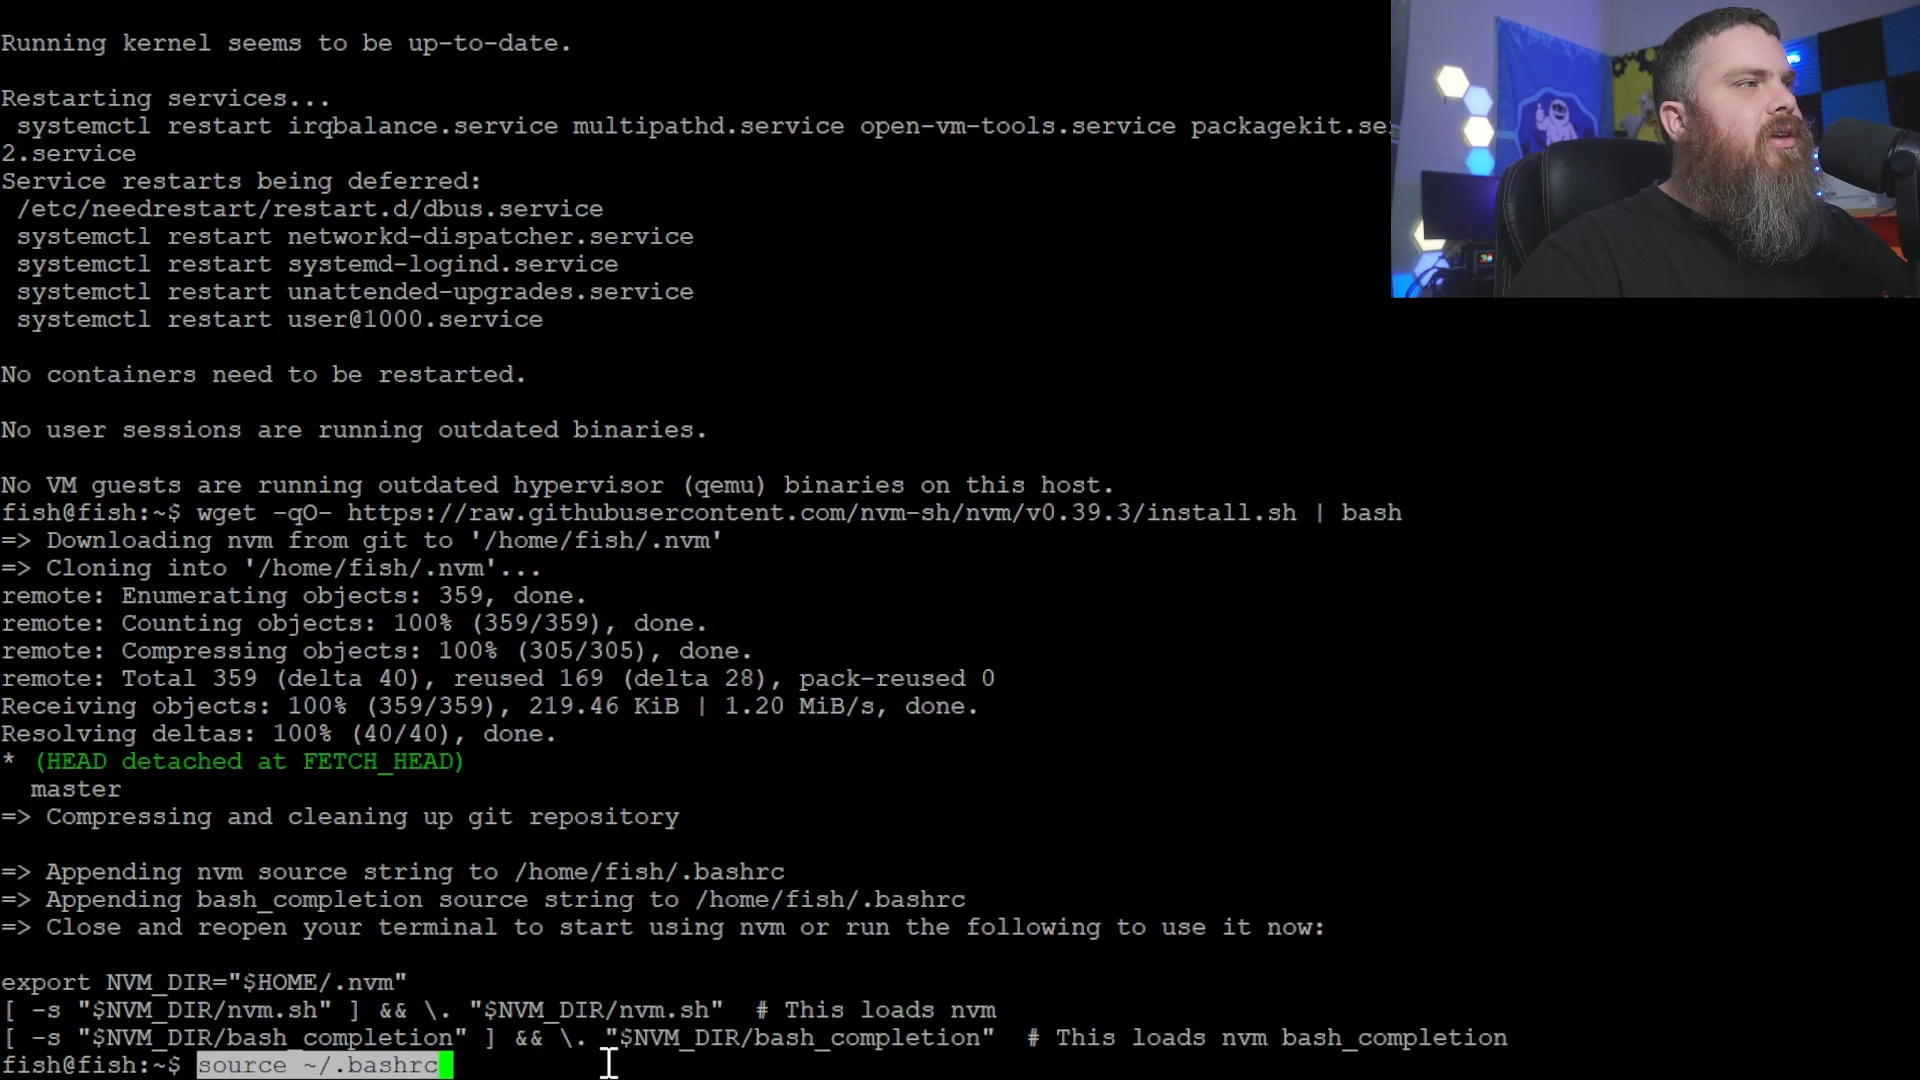 Running kernel seems to be up-to-date.
Restarting services...
systemctl restart irqbalance.service multipathd.service open-vm-tools.service packagekit.se
2.service
Service restarts being deferred:
/etc/needrestart/restart.d/dbus.service
systemctl restart networkd-dispatcher.service
systemctl restart systemd-logind.service
systemctl restart unattended-upgrades.service
systemctl restart user@1000.service
No containers need to be restarted.
No user sessions are running outdated binaries.
No VM guests are running outdated hypervisor (qemu) binaries on this host.
fish@fish:~$ wget -qO- https://raw.githubusercontent.com/nvm-sh/nvm/v0.39.3/install.sh | bash
=> Downloading nvm from git to '/home/fish/.nvm'
=> Cloning into '/home/fish/.nvm'...
remote: Enumerating objects: 359, done.
remote: Counting objects: 100% (359/359), done.
remote: Compressing objects: 100% (305/305), done.
remote: Total 359 (delta 40), reused 169 (delta 28), pack-reused 0
Receiving objects: 100% (359/359), 219.46 KiB | 1.20 MiB/s, done.
Resolving deltas: 100% (40/40), done.
* (HEAD detached at FETCH_HEAD)
master
=> Compressing and cleaning up git repository
=> Appending nvm source string to /home/fish/.bashrc
=> Appending bash_completion source string to /home/fish/.bashrc
=> Close and reopen your terminal to start using nvm or run the following to use it now:
export NVM_DIR="$HOME/.nvm"
[ -s "$NVM_DIR/nvm.sh" ] && \. "$NVM_DIR/nvm.sh"  # This loads nvm
[ -s "$NVM_DIR/bash_completion" ] && \. "$NVM_DIR/bash_completion"  # This loads nvm bash_completion
fish@fish:~$ source ~/.bashrc